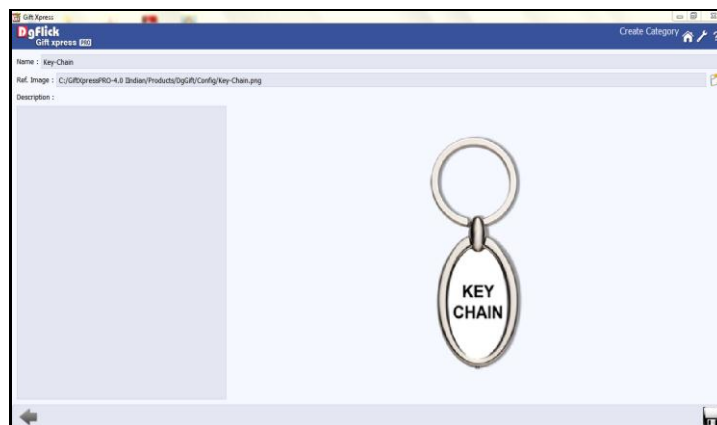 Gift Xpress
DgFlick
Gift xpress PRO
Create Category
Name : Key-Chain
Ref. Image : C:/GiftXpressPRO-4.0 Indian/Products/DgGift/Config/Key-Chain.png
Description :
KEY
CHAIN